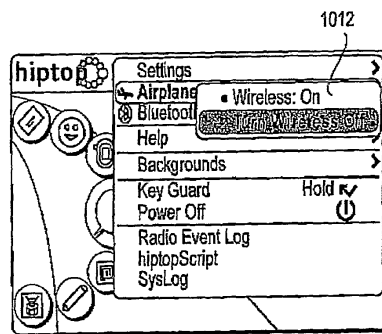 1012
hiptop
Settings
Airplane
Wireless: On
Turn Wireless Off
Bluetoot
Help
Backgrounds
Key Guard Hold
Power Off
Radio Event Log
hiptopScript
SysLog